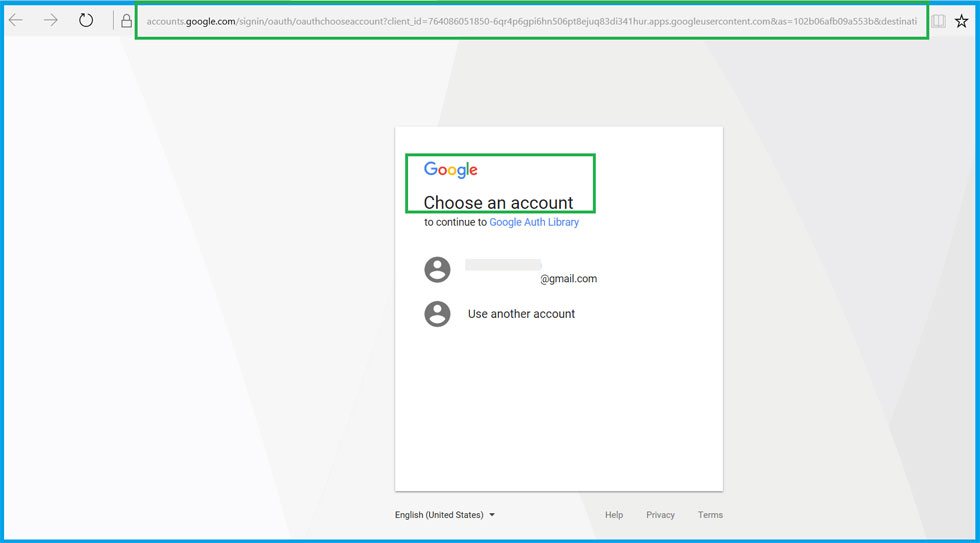 accounts.google.com/signin/oauth/oauthchooseaccount?client_id=764086051850-6qr4p6gpi6hn506pt8ejuq83di341hur.apps.googleusercontent.com&as=102b06afb09a553b&destinati
Google
Choose an account
to continue to Google Auth Library
@gmail.com
Use another account
English (United States)
Help Privacy Terms